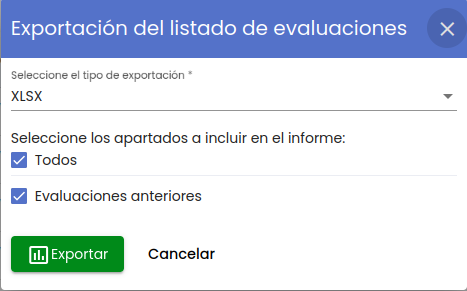 Exportación del listado de evaluaciones
Seleccione el tipo de exportación *
XLSX
Seleccione los apartados a incluir en el informe:
Todos
Evaluaciones anteriores
Exportar Cancelar